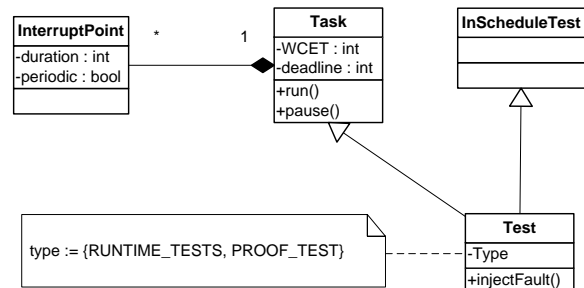 InterruptPoint
-duration : int
-periodic : bool
*
1
Task
-WCET : int
-deadline : int
+run()
+pause()
InScheduleTest
type := {RUNTIME_TESTS, PROOF_TEST}
Test
-Type
+injectFault()